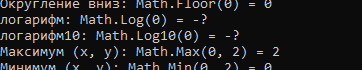 Округление вниз: Math.Floor(0) = 0
логарифм: Math.Log(0) = -?
логарифм10: Math.Log10(0) = -?
Максимум (x, y): Math.Max(0, 2) = 2
Минимум (x, y): Math.Min(0, 2) = 0